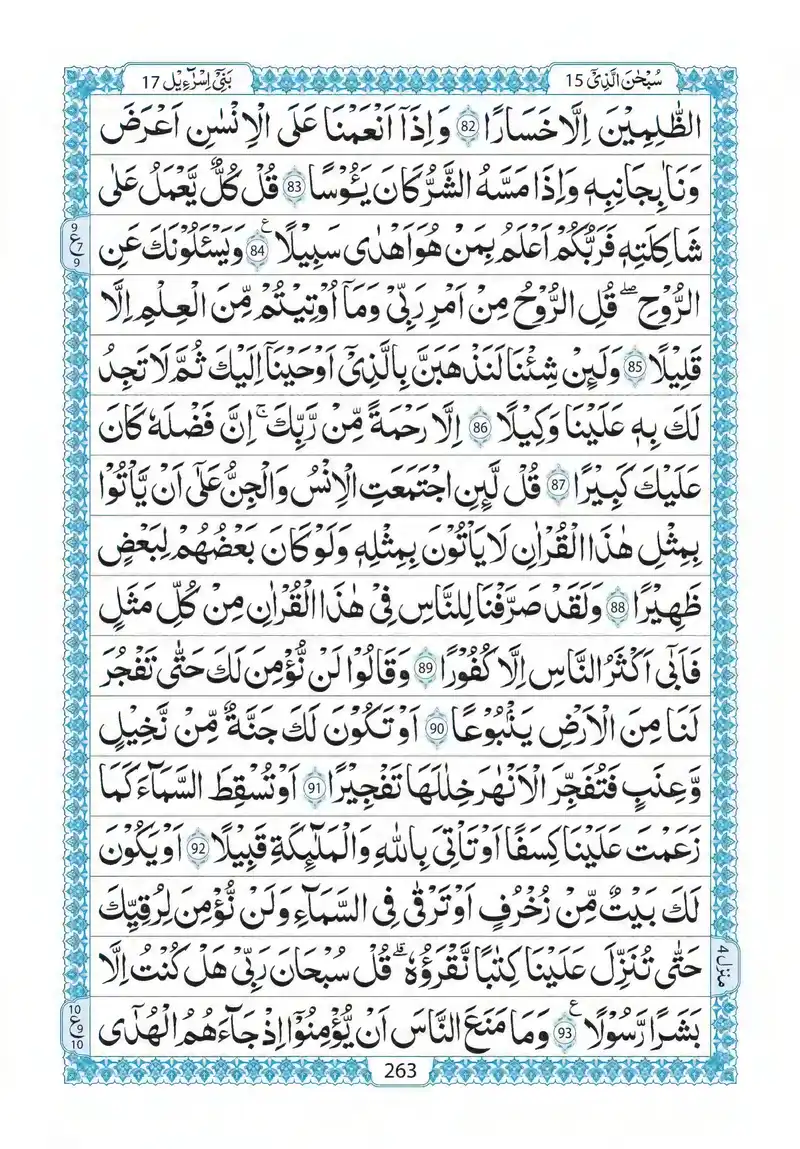 سُبْحٰنَ الَّذِیْۤ 15
بَنِیْۤ اِسْرَآءِیْل 17
الظّٰلِمِیْنَ اِلَّا خَسَارًا 82 وَ اِذَاۤ اَنْعَمْنَا عَلَی الْاِنْسٰنِ اَعْرَضَ
وَنَاٰ بِجَانِبِهٖ وَاِذَا مَسَّهُ الشَّرُّ كَانَ یَــُٔوْسًا 83 قُلْ كُلٌّ یَّعْمَلُ عَلٰی
شَاكِلَتِهٖ فَرَبُّكُمْ اَعْلَمُ بِمَنْ هُوَ اَهْدٰی سَبِیْلًا ع 84 وَیَسْـَٔلُوْنَكَ عَنِ
الرُّوْحِ ؕ قُلِ الرُّوْحُ مِنْ اَمْرِ رَبِّیْ وَمَاۤ اُوْتِیْتُمْ مِّنَ الْعِلْمِ اِلَّا
قَلِیْلًا 85 وَلَىِٕنْ شِئْنَا لَنَذْهَبَنَّ بِالَّذِیْۤ اَوْحَیْنَاۤ اِلَیْكَ ثُمَّ لَا تَجِدُ
لَكَ بِهٖ عَلَیْنَا وَكِیْلًا 86 اِلَّا رَحْمَةً مِّنْ رَّبِّكَ ۚ اِنَّ فَضْلَهٗ كَانَ
عَلَیْكَ كَبِیْرًا 87 قُلْ لَّىِٕنِ اجْتَمَعَتِ الْاِنْسُ وَالْجِنُّ عَلٰۤی اَنْ یَّاْتُوْا
بِمِثْلِ هٰذَا الْقُرْاٰنِ لَا یَاْتُوْنَ بِمِثْلِهٖ وَلَوْ كَانَ بَعْضُهُمْ لِبَعْضٍ
ظَهِیْرًا 88 وَلَقَدْ صَرَّفْنَا لِلنَّاسِ فِیْ هٰذَا الْقُرْاٰنِ مِنْ كُلِّ مَثَلٍ
فَاَبٰۤی اَكْثَرُ النَّاسِ اِلَّا كُفُوْرًا 89 وَقَالُوْا لَنْ نُّؤْمِنَ لَكَ حَتّٰی تَفْجُرَ
لَنَا مِنَ الْاَرْضِ یَنْۢبُوْعًا 90 اَوْ تَكُوْنَ لَكَ جَنَّةٌ مِّنْ نَّخِیْلٍ
وَّعِنَبٍ فَتُفَجِّرَ الْاَنْهٰرَ خِلٰلَهَا تَفْجِیْرًا 91 اَوْ تُسْقِطَ السَّمَآءَ كَمَا
زَعَمْتَ عَلَیْنَا كِسَفًا اَوْ تَاْتِیَ بِاللّٰهِ وَالْمَلٰٓىِٕكَةِ قَبِیْلًا 92 اَوْ یَكُوْنَ
لَكَ بَیْتٌ مِّنْ زُخْرُفٍ اَوْ تَرْقٰی فِی السَّمَآءِ وَلَنْ نُّؤْمِنَ لِرُقِیِّكَ
حَتّٰی تُنَزِّلَ عَلَیْنَا كِتٰبًا نَّقْرَؤُهٗ ؕ قُلْ سُبْحَانَ رَبِّیْ هَلْ كُنْتُ اِلَّا
بَشَرًا رَّسُوْلًا ع 93 وَمَا مَنَعَ النَّاسَ اَنْ یُّؤْمِنُوْۤا اِذْ جَآءَهُمُ الْهُدٰۤی
9 ع 7 9
منزل 4
10 ع 9 10
263